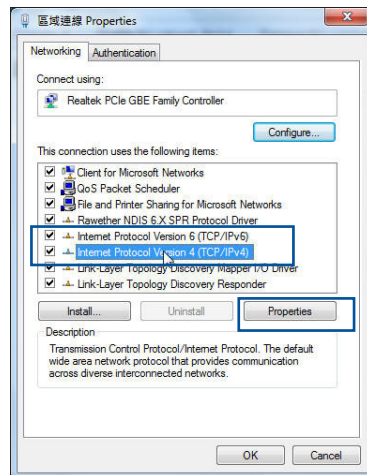 區域連線 Properties
Networking Authentication
Connect using:
Realtek PCIe GBE Family Controller
Configure...
This connection uses the following items:
Client for Microsoft Networks
QoS Packet Scheduler
File and Printer Sharing for Microsoft Networks
Rawether NDIS 6.X SPR Protocol Driver
Internet Protocol Version 6 (TCP/IPv6)
Internet Protocol Version 4 (TCP/IPv4)
Link-Layer Topology Discovery Mapper I/O Driver
Link-Layer Topology Discovery Responder
Install... Uninstall Properties
Description
Transmission Control Protocol/Internet Protocol. The default
wide area network protocol that provides communication
across diverse interconnected networks.
OK Cancel